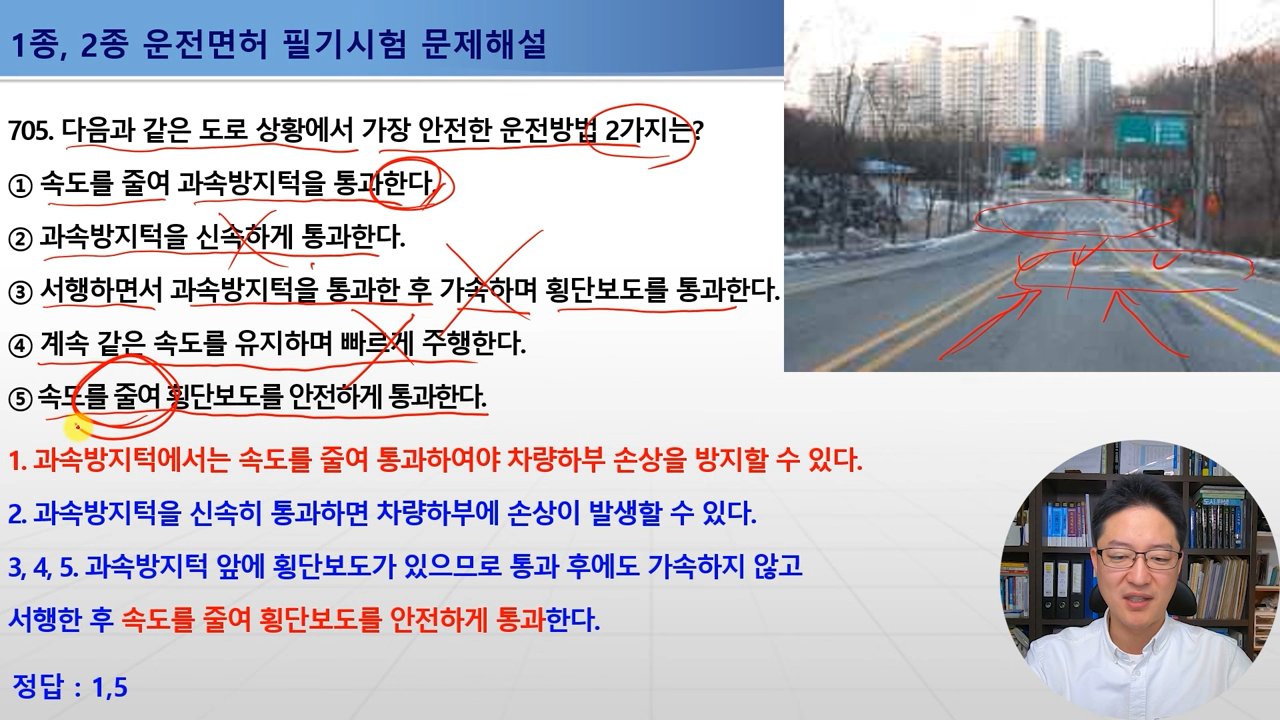 1종, 2종 운전면허 필기시험 문제해설
705. 다음과 같은 도로 상황에서 가장 안전한 운전방법 2가지는?
① 속도를 줄여 과속방지턱을 통과한다.
② 과속방지턱을 신속하게 통과한다.
③ 서행하면서 과속방지턱을 통과한 후 가속하며 횡단보도를 통과한다.
④ 계속 같은 속도를 유지하며 빠르게 주행한다.
⑤ 속도를 줄여 횡단보도를 안전하게 통과한다.
1. 과속방지턱에서는 속도를 줄여 통과하여야 차량하부 손상을 방지할 수 있다.
2. 과속방지턱을 신속히 통과하면 차량하부에 손상이 발생할 수 있다.
3, 4, 5. 과속방지턱 앞에 횡단보도가 있으므로 통과 후에도 가속하지 않고
서행한 후 속도를 줄여 횡단보도를 안전하게 통과한다.
정답 : 1,5